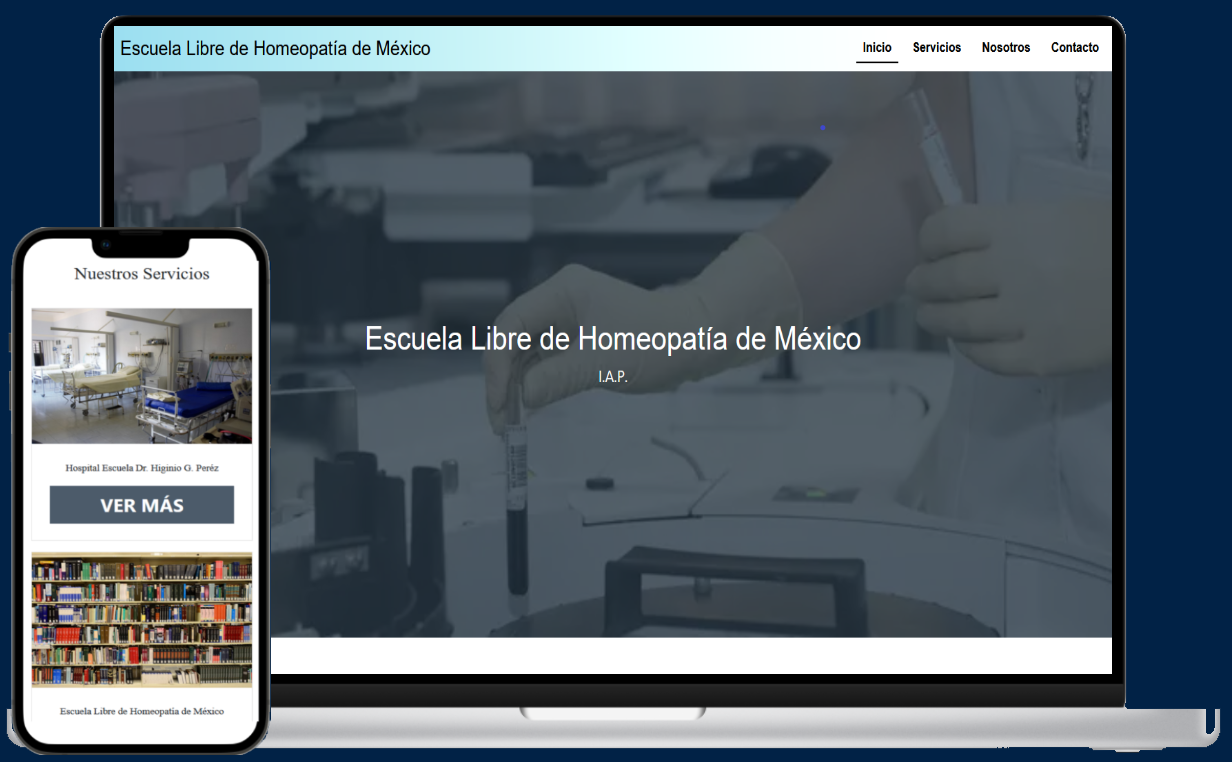 Escuela Libre de Homeopatía de México
Inicio Servicios Nosotros Contacto
Escuela Libre de Homeopatía de México
I.A.P.
Nuestros Servicios
Hospital Escuela Dr. Higinio G. Peréz
VER MÁS
Escuela Libre de Homeopatía de México